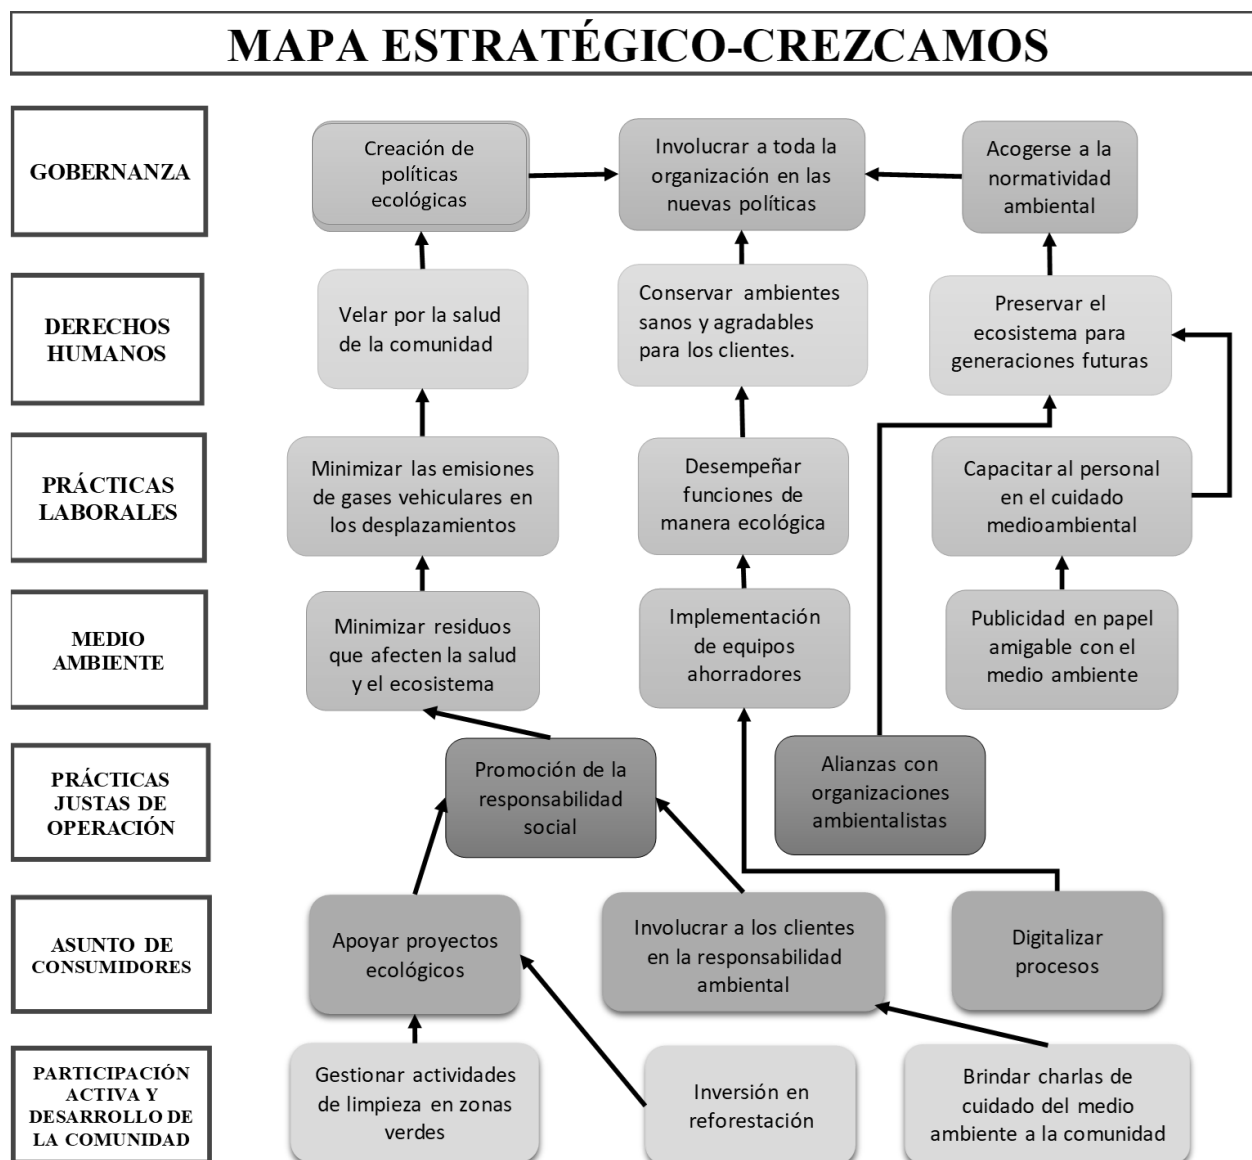 MAPA ESTRATÉGICO-CREZCAMOS
GOBERNANZA
Creación de
políticas
ecológicas
Involucrar a toda la
organización en las
nuevas políticas
Acogerse a la
normatividad
ambiental
DERECHOS
HUMANOS
Velar por la salud
de la comunidad
Conservar ambientes
sanos y agradables
para los clientes.
Preservar el
ecosistema para
generaciones futuras
PRÁCTICAS
LABORALES
Minimizar las emisiones
de gases vehiculares en
los desplazamientos
Desempeñar
funciones de
manera ecológica
Capacitar al personal
en el cuidado
medioambiental
MEDIO
AMBIENTE
Minimizar residuos
que afecten la salud
y el ecosistema
Implementación
de equipos
ahorradores
Publicidad en papel
amigable con el
medio ambiente
PRÁCTICAS
JUSTAS DE
OPERACIÓN
Promoción de la
responsabilidad
social
Alianzas con
organizaciones
ambientalistas
ASUNTO DE
CONSUMIDORES
Apoyar proyectos
ecológicos
Involucrar a los clientes
en la responsabilidad
ambiental
Digitalizar
procesos
PARTICIPACIÓN
ACTIVA Y
DESARROLLO DE
LA COMUNIDAD
Gestionar actividades
de limpieza en zonas
verdes
Inversión en
reforestación
Brindar charlas de
cuidado del medio
ambiente a la comunidad